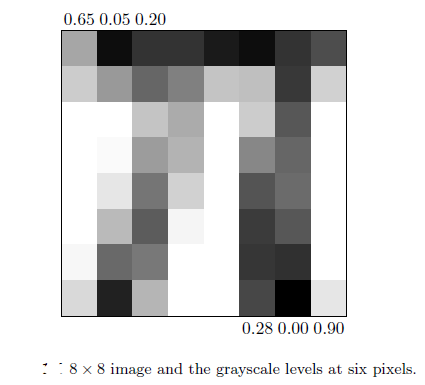 0.65 0.05 0.20
0.28 0.00 0.90
8 × 8 image and the grayscale levels at six pixels.